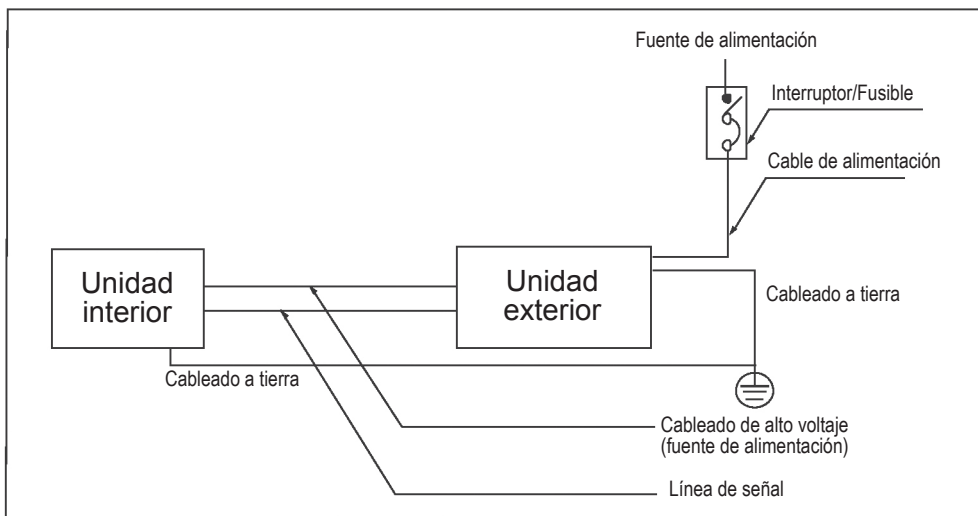 Fuente de alimentación
Interruptor/Fusible
Cable de alimentación
Unidad
interior
Unidad
exterior
Cableado a tierra
Cableado a tierra
Cableado de alto voltaje
(fuente de alimentación)
Línea de señal